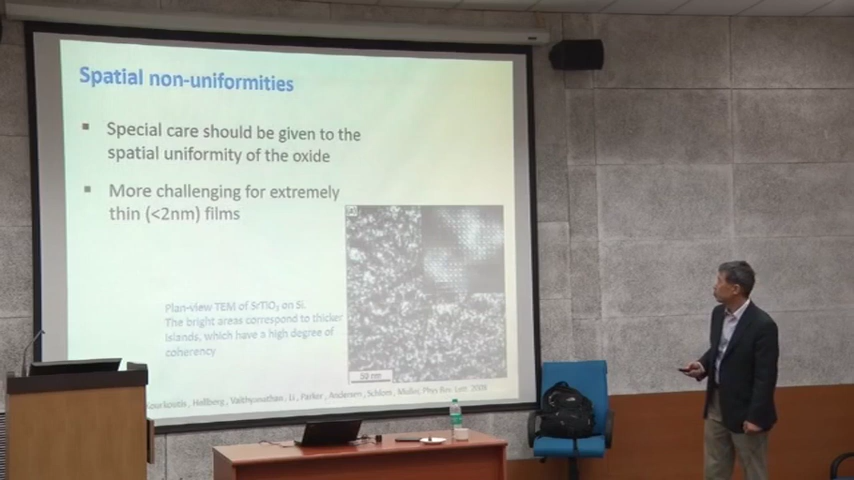 Spatial non-uniformities
▪ Special care should be given to the
spatial uniformity of the oxide
▪ More challenging for extremely
thin (<2nm) films
Plan-view TEM of SrTiO₃ on Si.
The bright areas correspond to thicker
islands, which have a high degree of
coherency
50 nm
Kourkoutis, Hellberg, Vaithyanathan, Li, Parker, Andersen, Schlom, Muller, Phys Rev Lett 2008